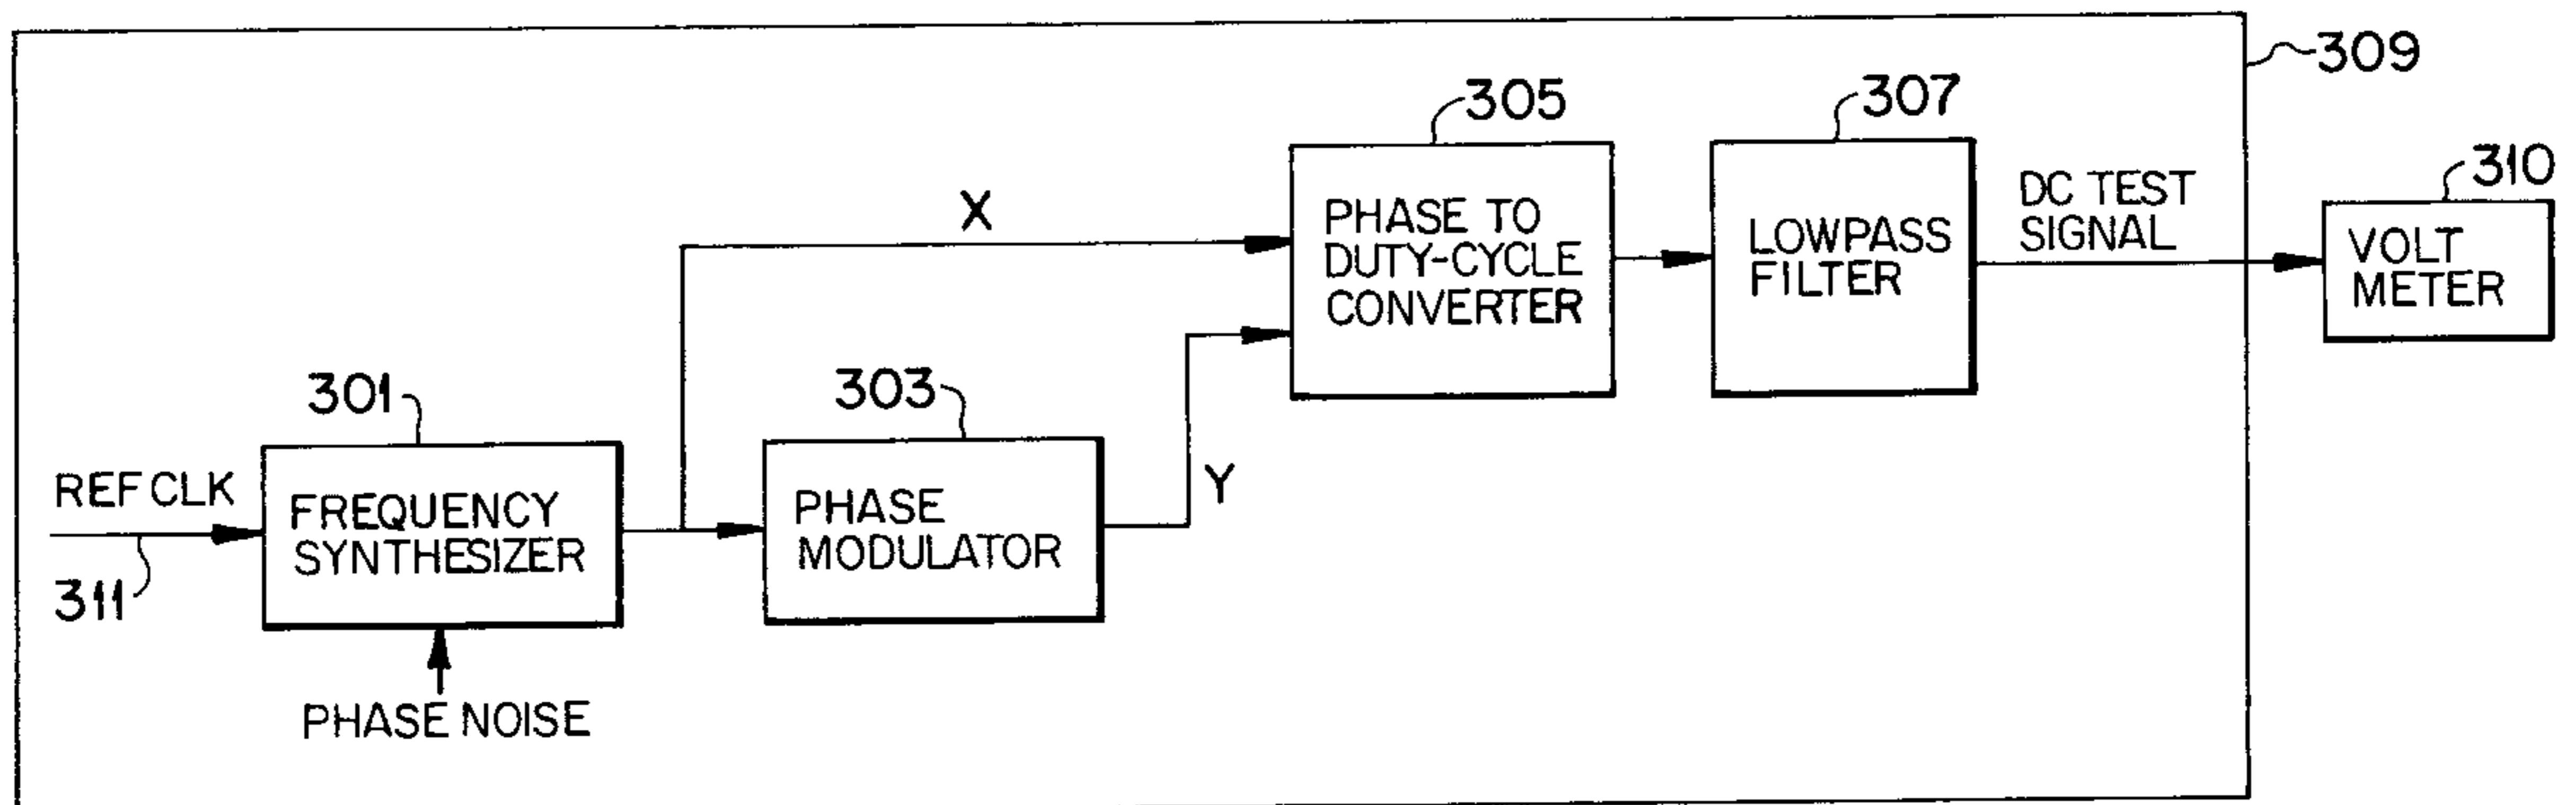 309
305
307
310
X
PHASE TO
DUTY-CYCLE
CONVERTER
LOWPASS
FILTER
DC TEST
SIGNAL
VOLT
METER
301
303
REF CLK
311
FREQUENCY
SYNTHESIZER
PHASE
MODULATOR
Y
PHASE NOISE